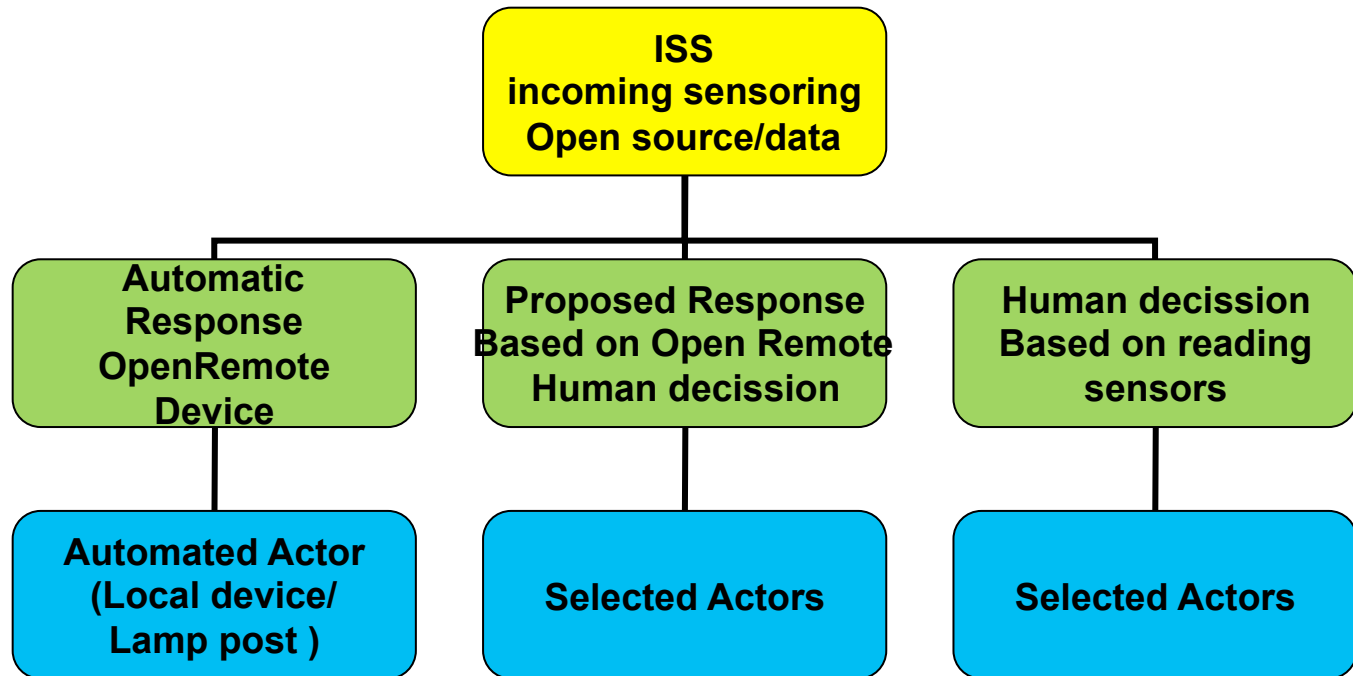 ISS
incoming sensoring
Open source/data
Automatic
Response
OpenRemote
Device
Proposed Response
Based on Open Remote
Human decission
Human decission
Based on reading
sensors
Automated Actor
(Local device/
Lamp post )
Selected Actors
Selected Actors